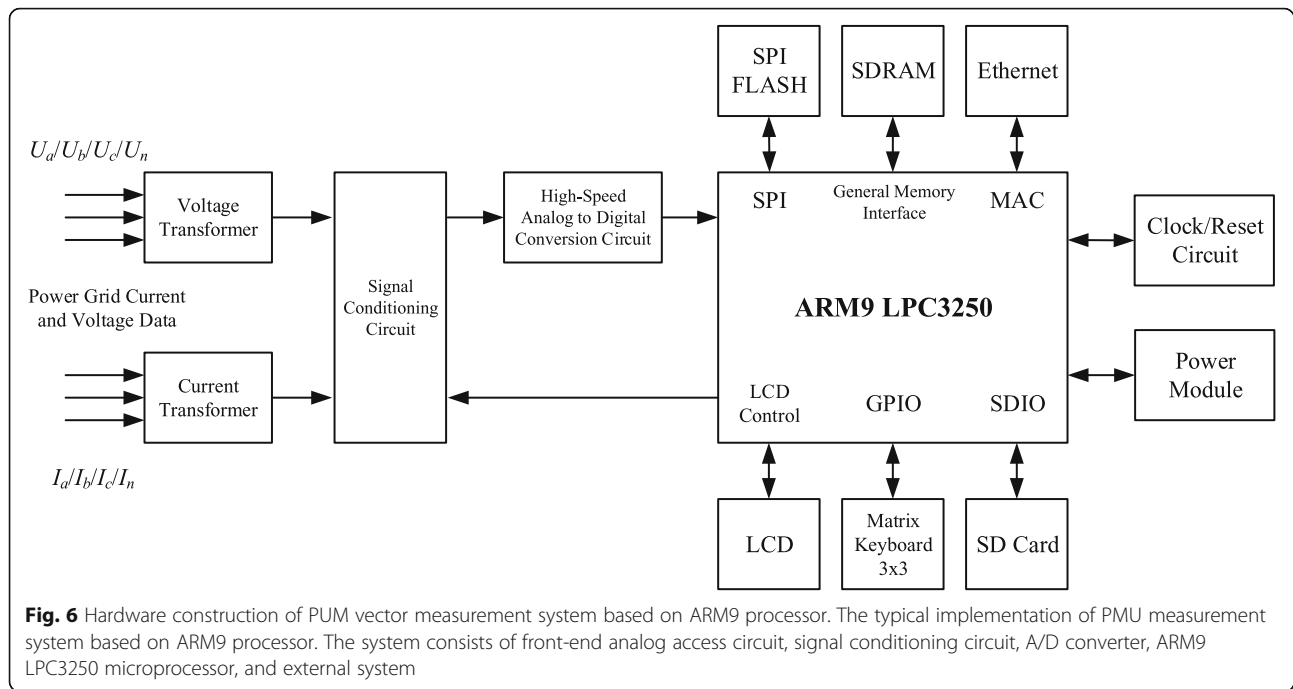 SPI
FLASH
SDRAM
Ethernet
Ua/Ub/Uc/Un
Voltage
Transformer
High-Speed
Analog to Digital
Conversion Circuit
SPI
General Memory
Interface
MAC
Clock/Reset
Circuit
Power Grid Current
and Voltage Data
Signal
Conditioning
Circuit
ARM9 LPC3250
Current
Transformer
LCD
Control
GPIO
SDIO
Power
Module
Ia/Ib/Ic/In
LCD
Matrix
Keyboard
3x3
SD Card
Fig. 6 Hardware construction of PUM vector measurement system based on ARM9 processor. The typical implementation of PMU measurement
system based on ARM9 processor. The system consists of front-end analog access circuit, signal conditioning circuit, A/D converter, ARM9
LPC3250 microprocessor, and external system